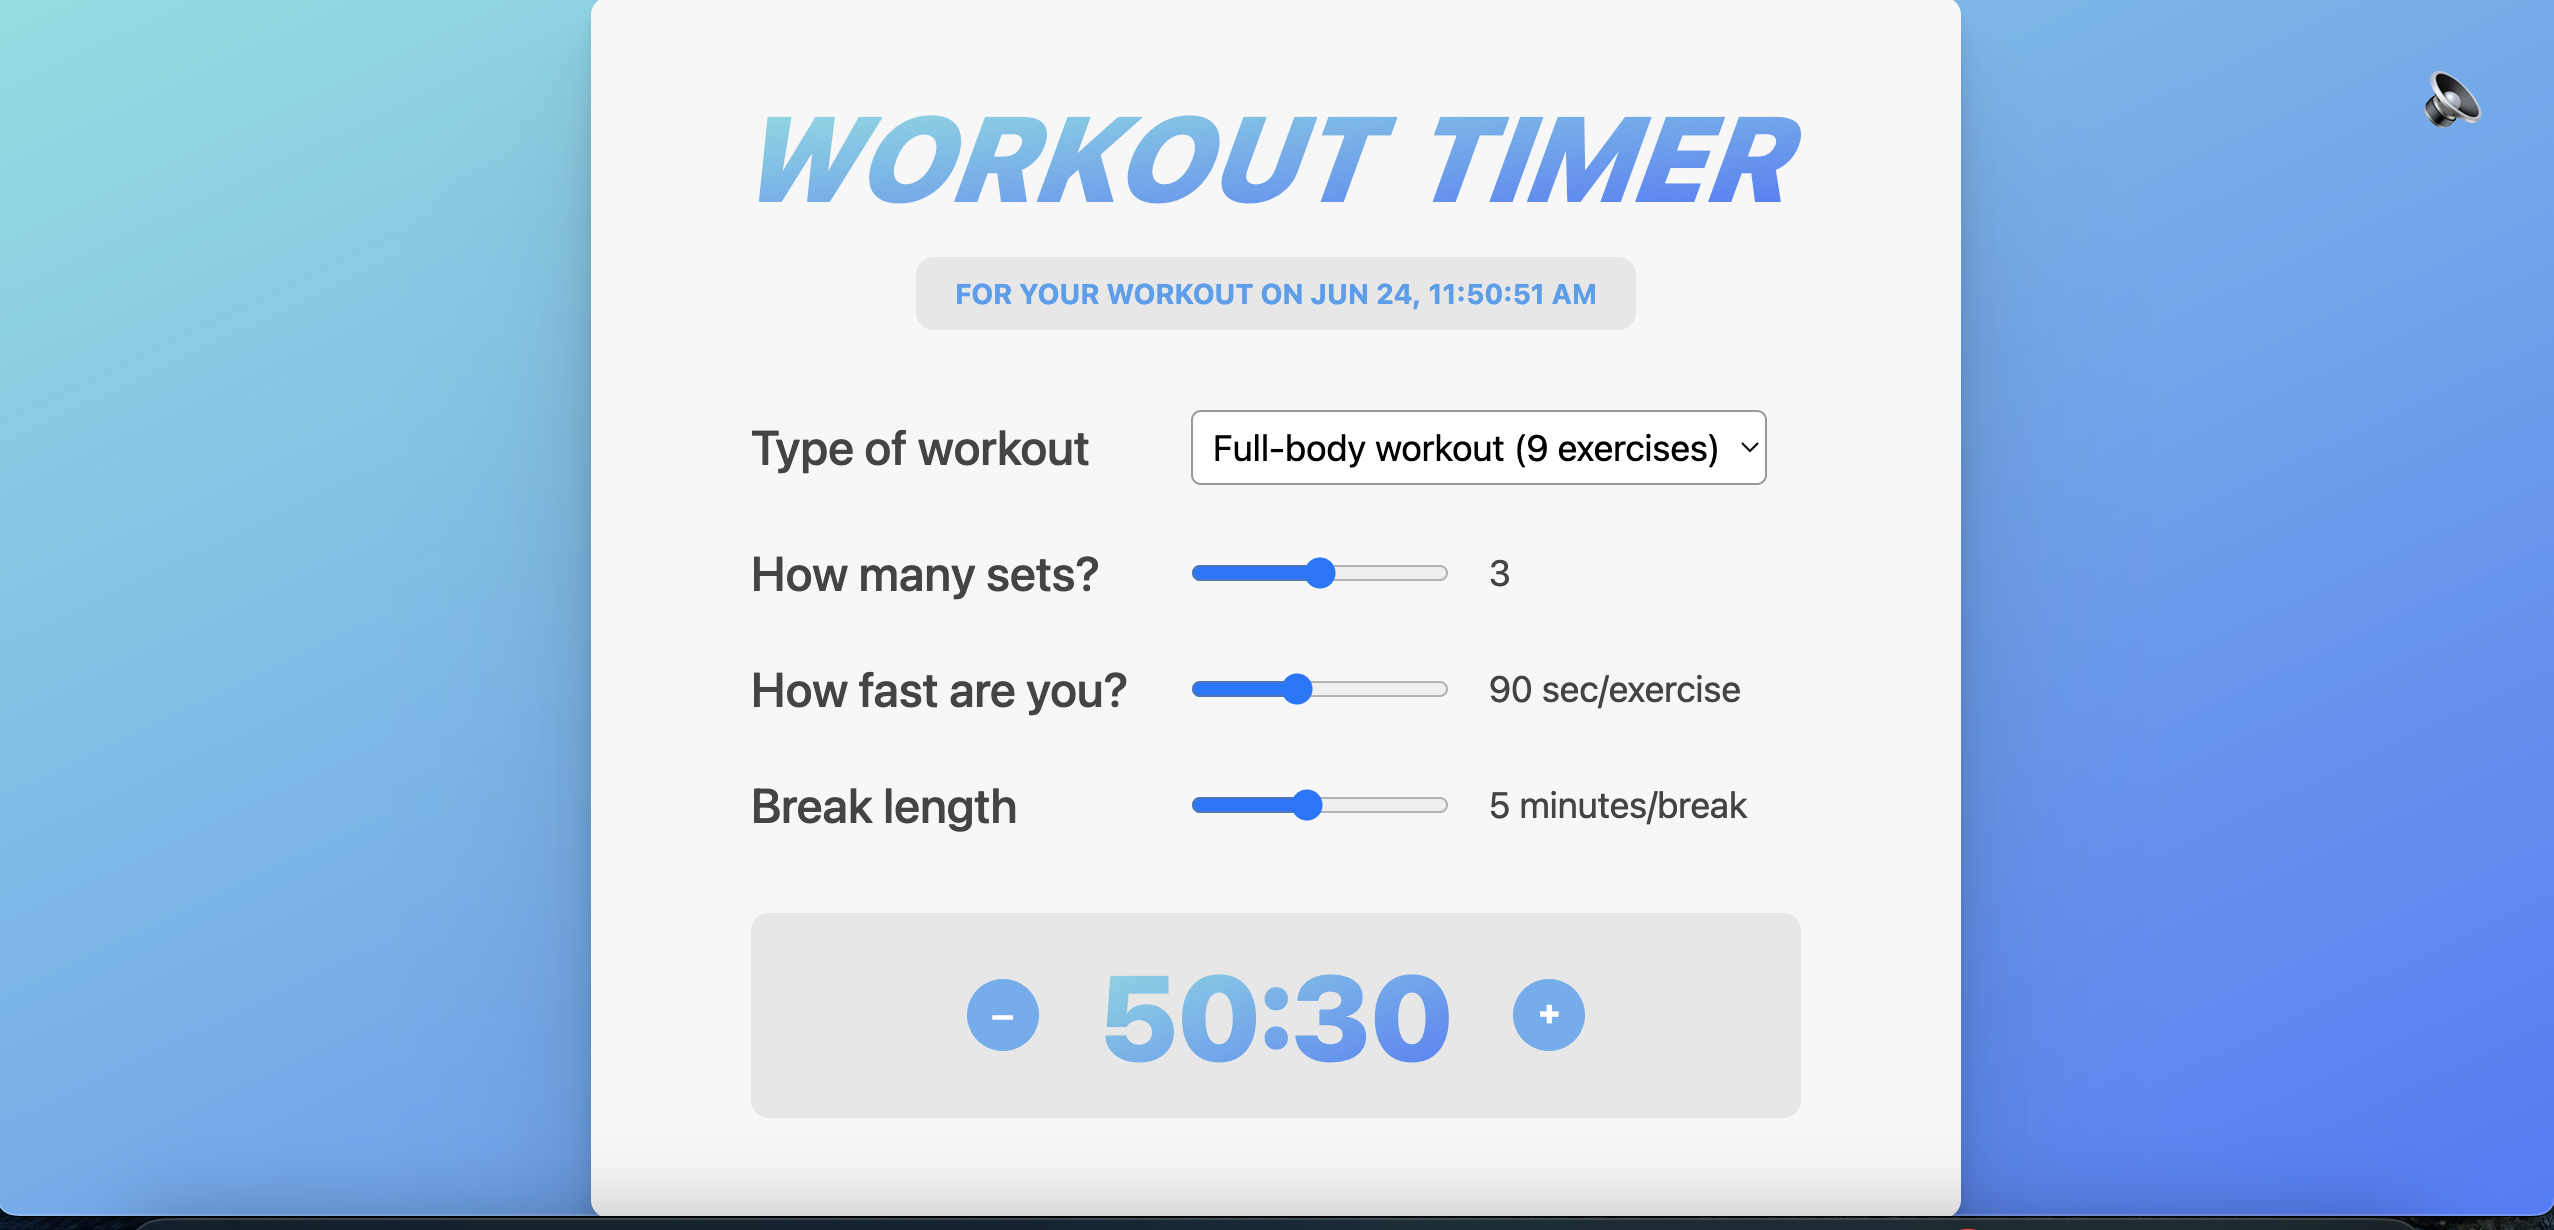 WORKOUT TIMER
FOR YOUR WORKOUT ON JUN 24, 11:50:51 AM
Type of workout Full-body workout (9 exercises)
How many sets? 3
How fast are you? 90 sec/exercise
Break length 5 minutes/break
– 50:30 +